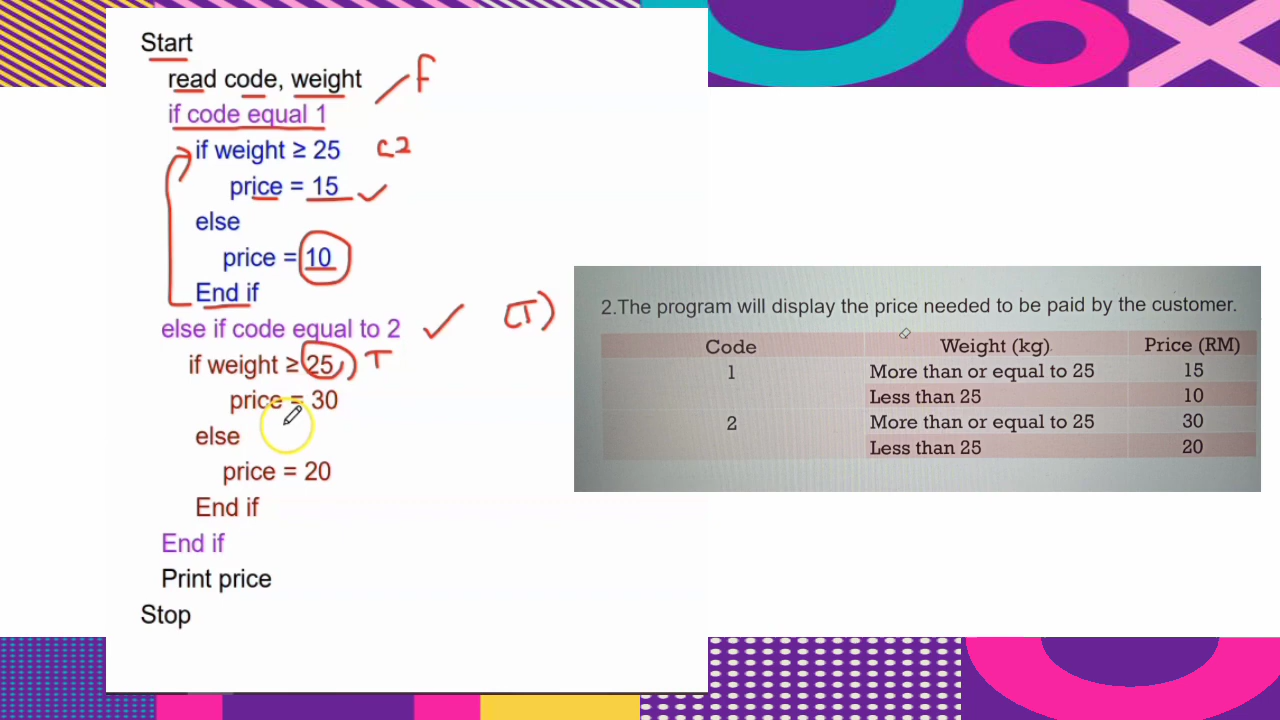 Start
read code, weight
F
if code equal 1
if weight ≥ 25
c2
price = 15
else
price = 10
End if
else if code equal to 2
(T)
if weight ≥ 25
T
price = 30
else
price = 20
End if
End if
Print price
Stop
2.The program will display the price needed to be paid by the customer.
Code Weight (kg) Price (RM)
1 More than or equal to 25 15
Less than 25 10
2 More than or equal to 25 30
Less than 25 20